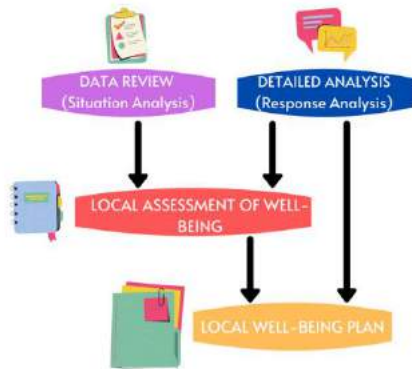 DATA REVIEW
(Situation Analysis)
DETAILED ANALYSIS
(Response Analysis)
LOCAL ASSESSMENT OF WELL-
BEING
LOCAL WELL-BEING PLAN